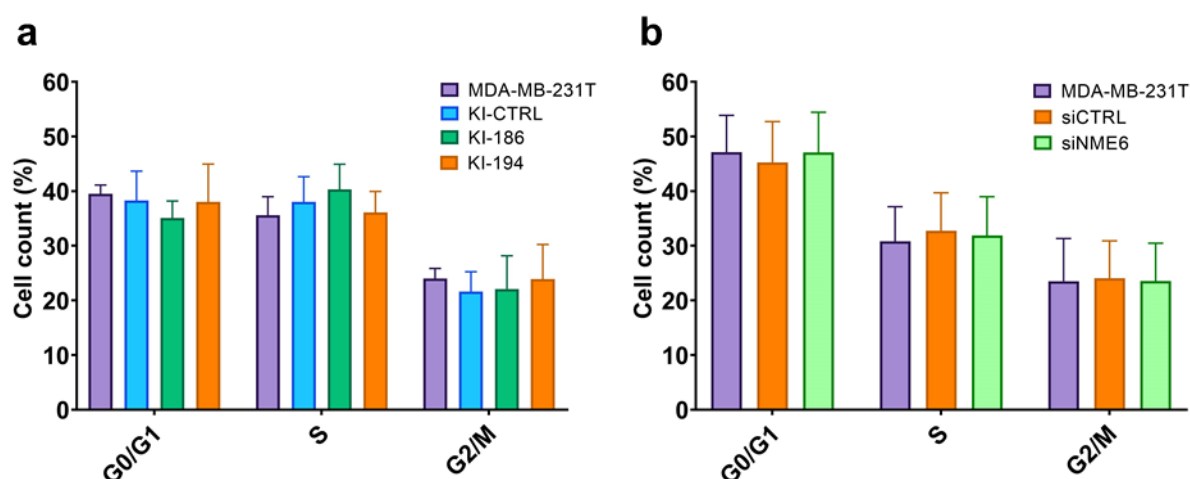 a
60
50
40
30
20
10
0
Cell count (%)
MDA-MB-231T
KI-CTRL
KI-186
KI-194
G0/G1
S
G2/M
b
60
50
40
30
20
10
0
Cell count (%)
MDA-MB-231T
siCTRL
siNME6
G0/G1
S
G2/M